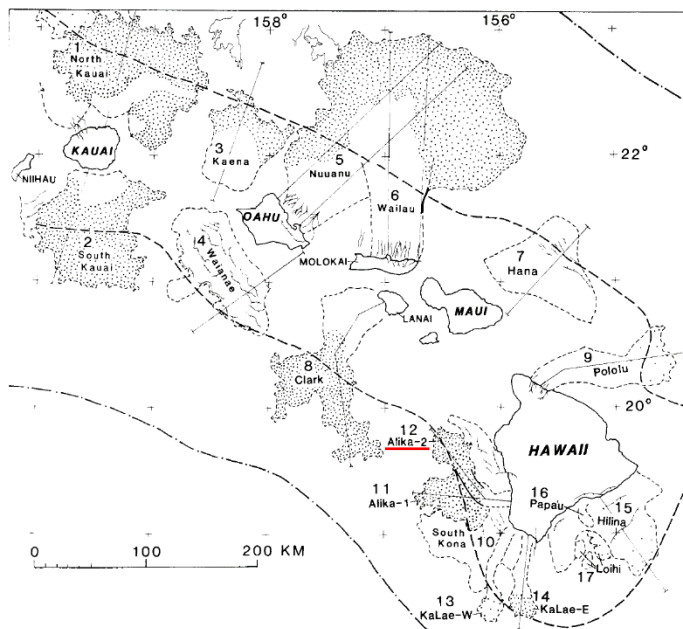 158°
156°
1
North
Kauai
KAUAI
NIIHAU
2
South
Kauai
3
Kaena
4
Waianae
OAHU
5
Nuuanu
6
Wailau
MOLOKAI
22°
7
Hana
LANAI
MAUI
8
Clark
9
Pololu
20°
HAWAII
12
Alika-2
11
Alika-1
South
Kona
10
16
Papa'u
15
Hilina
17
Loihi
13
KaLae-W
14
KaLae-E
0
100
200 KM